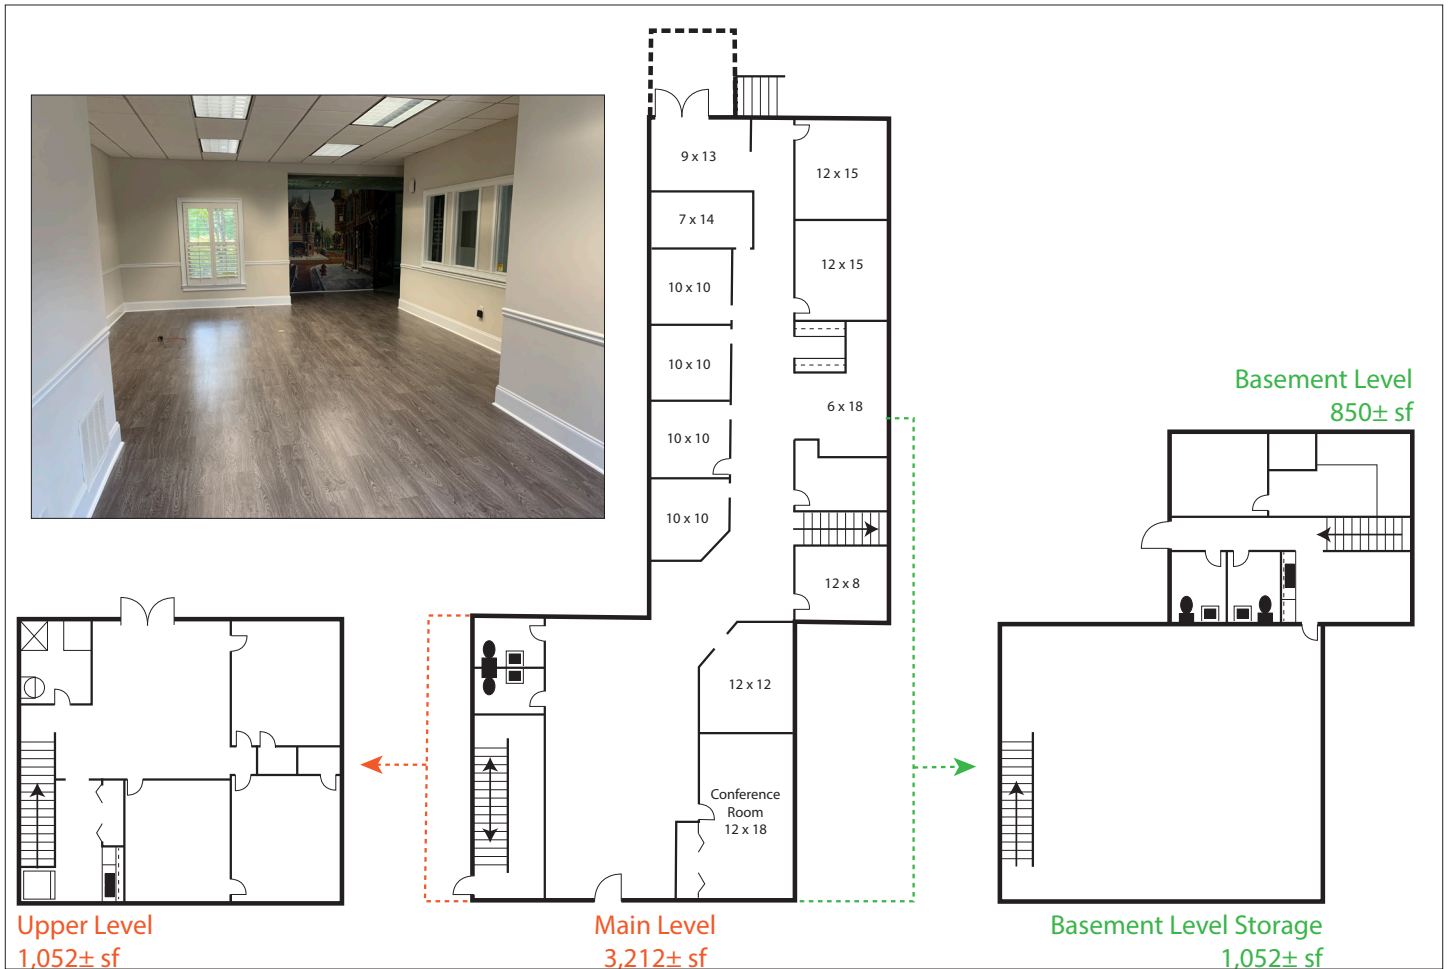 9 x 13
12 x 15
7 x 14
12 x 15
10 x 10
10 x 10
6 x 18
10 x 10
10 x 10
12 x 8
12 x 12
Conference
Room
12 x 18
Basement Level
850± sf
Upper Level
1,052± sf
Main Level
3,212± sf
Basement Level Storage
1,052± sf